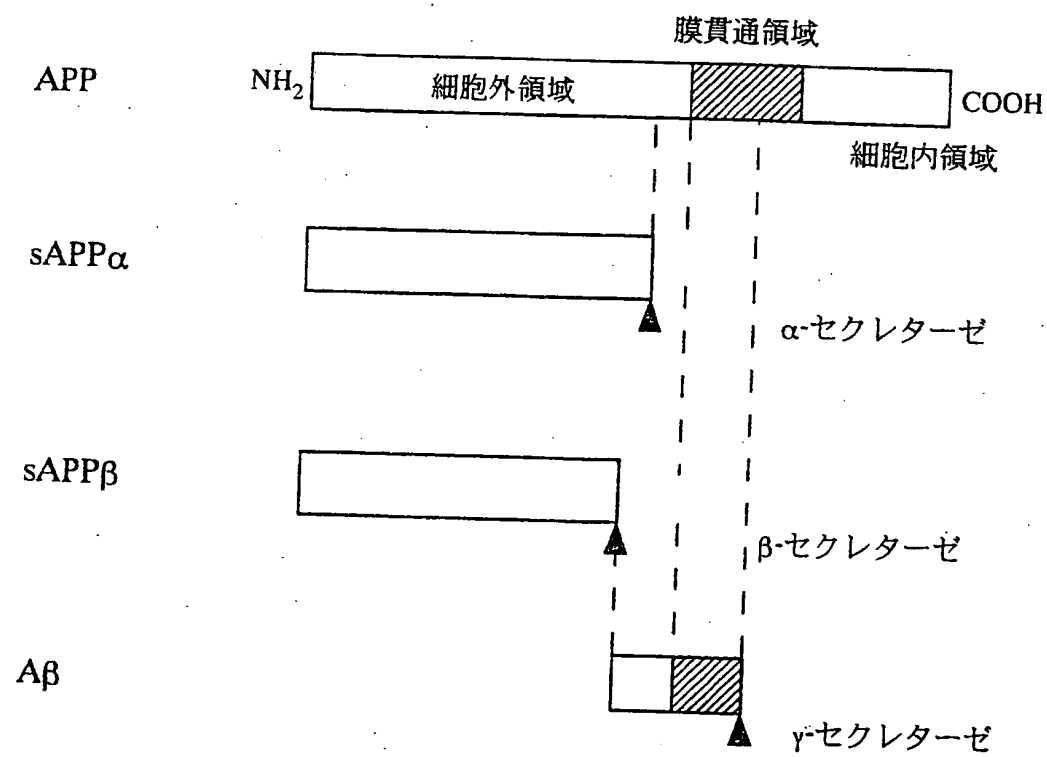 膜貫通領域
APP
NH₂
細胞外領域
COOH
細胞内領域
sAPPα
α-セクレターゼ
sAPPβ
β-セクレターゼ
Aβ
γ-セクレターゼ